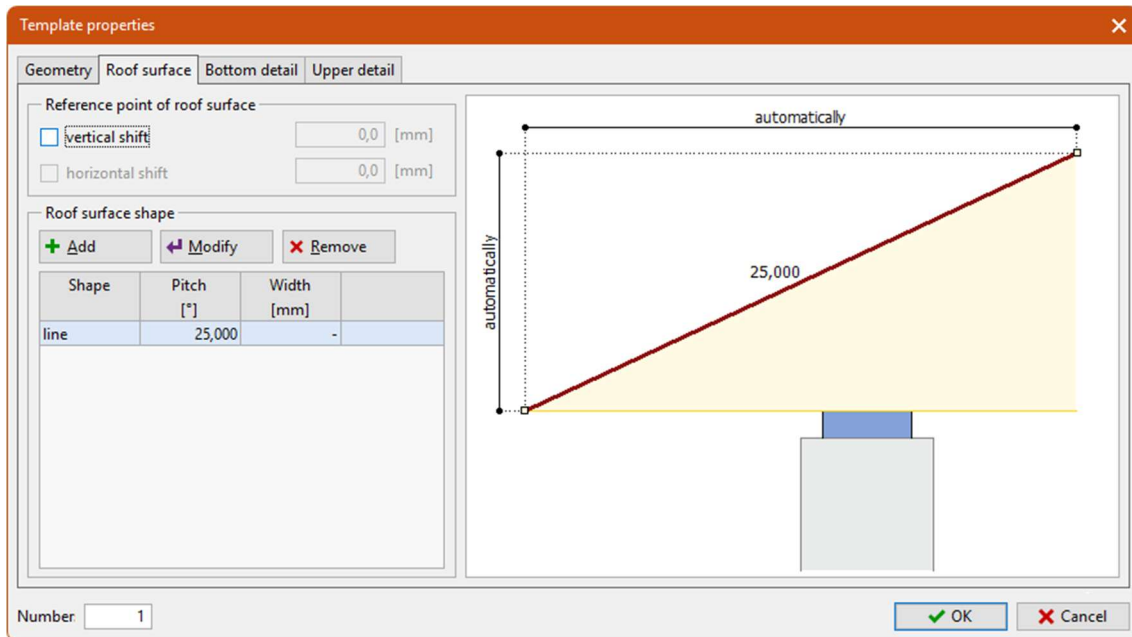 Template properties
Geometry Roof surface Bottom detail Upper detail
Reference point of roof surface
vertical shift 0,0 [mm]
horizontal shift 0,0 [mm]
Roof surface shape
Add Modify Remove
Shape Pitch Width
[°] [mm]
line 25,000 -
automatically
automatically
25,000
Number: 1
OK Cancel